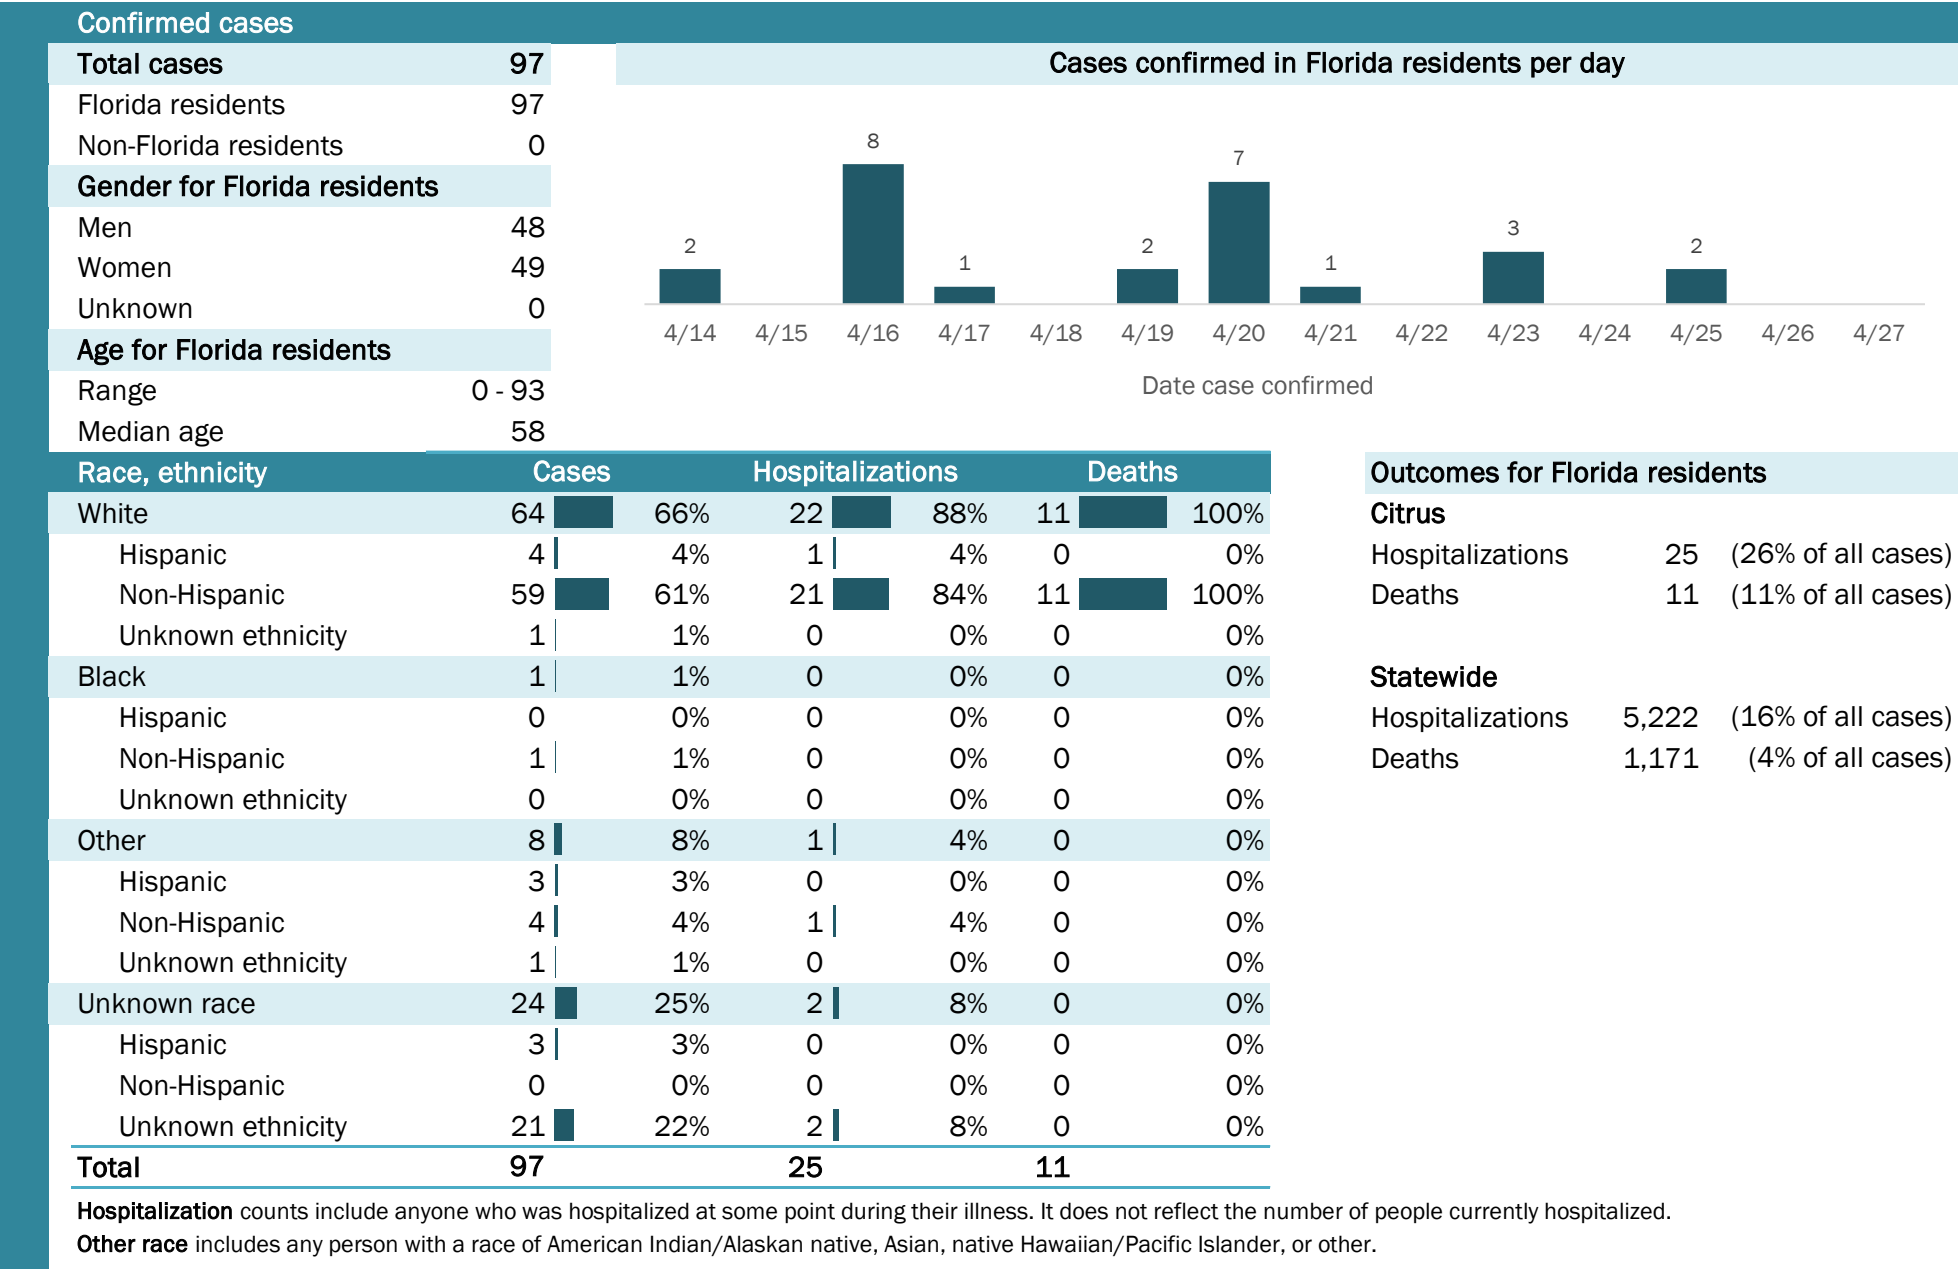 Confirmed cases
Total cases 97
Florida residents 97
Non-Florida residents 0
Gender for Florida residents
Men 48
Women 49
Unknown 0
Age for Florida residents
Range 0 - 93
Median age 58
Cases confirmed in Florida residents per day
2 8 1 2 7 1 3 2
4/14 4/15 4/16 4/17 4/18 4/19 4/20 4/21 4/22 4/23 4/24 4/25 4/26 4/27
Date case confirmed
Race, ethnicity Cases Hospitalizations Deaths
White 64 66% 22 88% 11 100%
Hispanic 4 4% 1 4% 0 0%
Non-Hispanic 59 61% 21 84% 11 100%
Unknown ethnicity 1 1% 0 0% 0 0%
Black 1 1% 0 0% 0 0%
Hispanic 0 0% 0 0% 0 0%
Non-Hispanic 1 1% 0 0% 0 0%
Unknown ethnicity 0 0% 0 0% 0 0%
Other 8 8% 1 4% 0 0%
Hispanic 3 3% 0 0% 0 0%
Non-Hispanic 4 4% 1 4% 0 0%
Unknown ethnicity 1 1% 0 0% 0 0%
Unknown race 24 25% 2 8% 0 0%
Hispanic 3 3% 0 0% 0 0%
Non-Hispanic 0 0% 0 0% 0 0%
Unknown ethnicity 21 22% 2 8% 0 0%
Total 97 25 11
Outcomes for Florida residents
Citrus
Hospitalizations 25 (26% of all cases)
Deaths 11 (11% of all cases)
Statewide
Hospitalizations 5,222 (16% of all cases)
Deaths 1,171 (4% of all cases)
Hospitalization counts include anyone who was hospitalized at some point during their illness. It does not reflect the number of people currently hospitalized.
Other race includes any person with a race of American Indian/Alaskan native, Asian, native Hawaiian/Pacific Islander, or other.